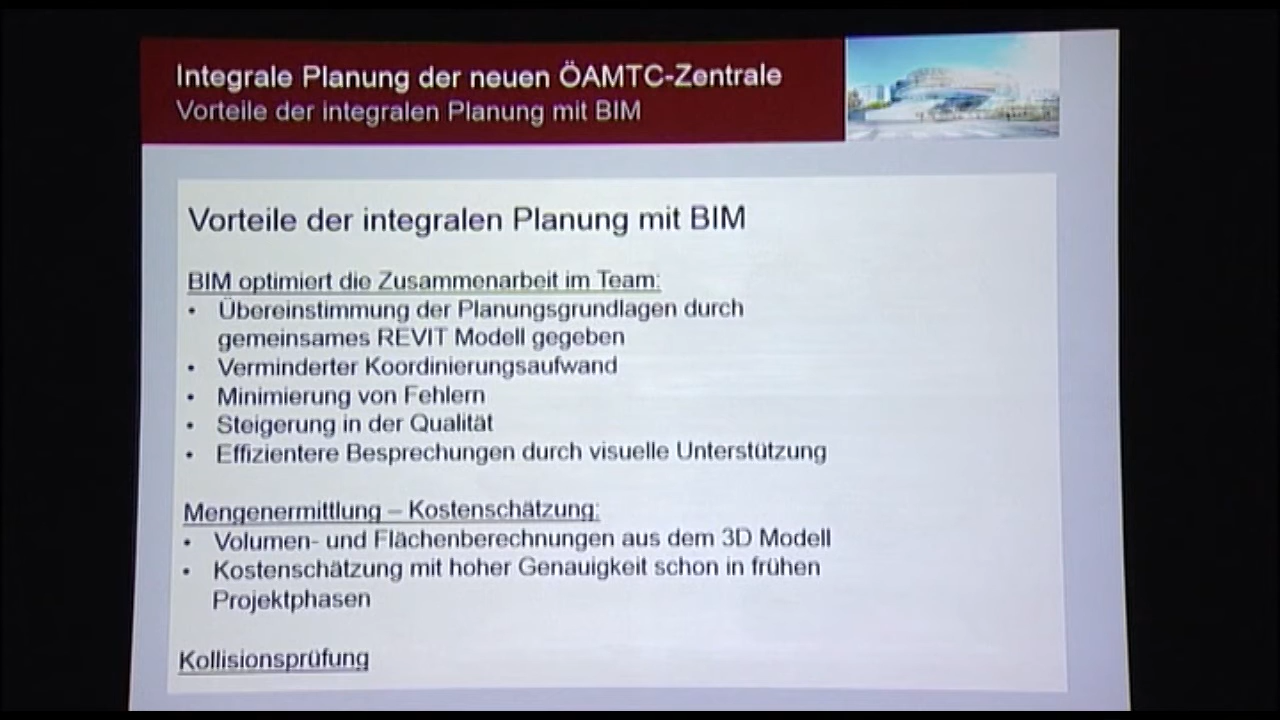 Integrale Planung der neuen ÖAMTC-Zentrale
Vorteile der integralen Planung mit BIM
Vorteile der integralen Planung mit BIM
BIM optimiert die Zusammenarbeit im Team:
• Übereinstimmung der Planungsgrundlagen durch
gemeinsames REVIT Modell gegeben
• Verminderter Koordinierungsaufwand
• Minimierung von Fehlern
• Steigerung in der Qualität
• Effizientere Besprechungen durch visuelle Unterstützung
Mengenermittlung – Kostenschätzung:
• Volumen- und Flächenberechnungen aus dem 3D Modell
• Kostenschätzung mit hoher Genauigkeit schon in frühen
Projektphasen
Kollisionsprüfung